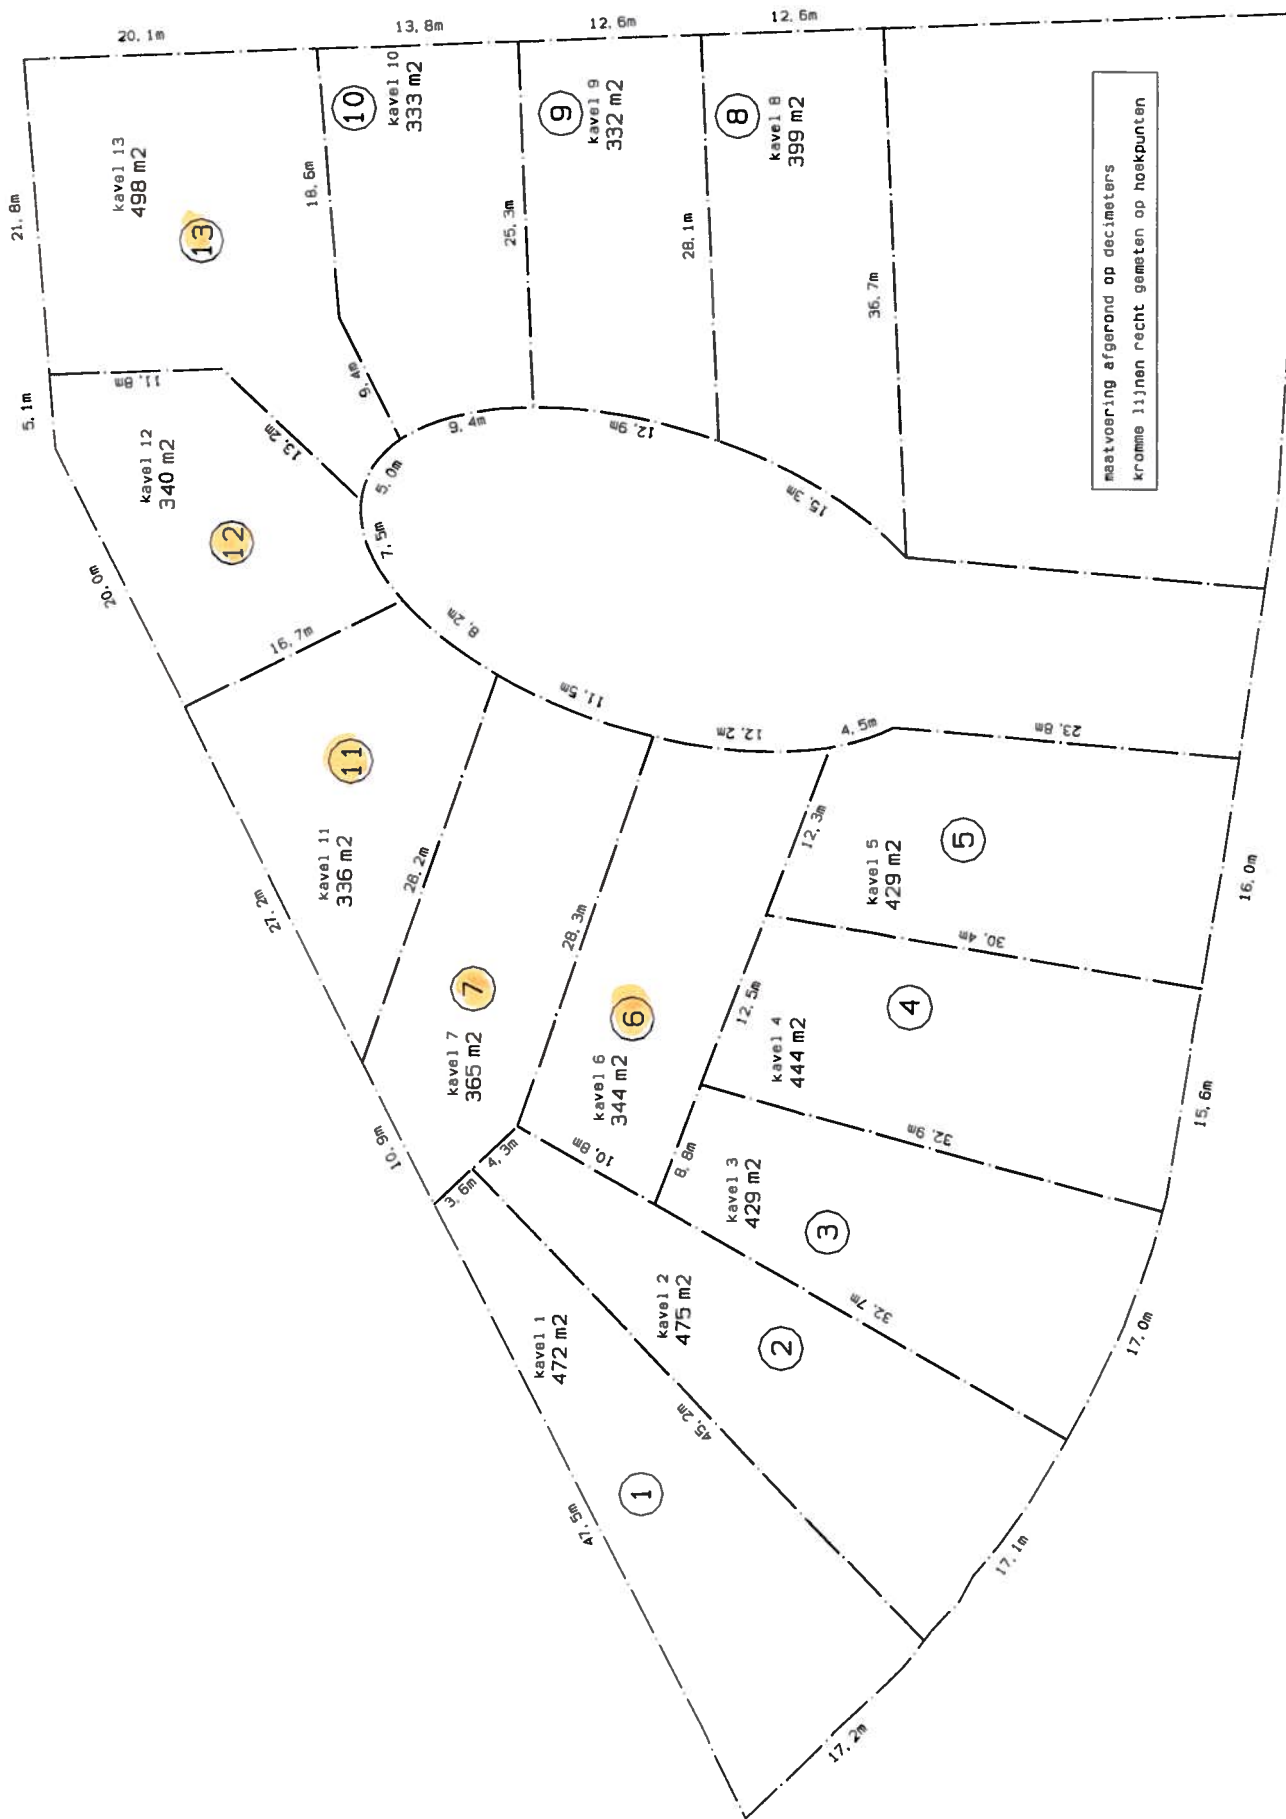 20.1m
13.8m
12.6m
12.6m
21.8m
5.1m
20.0m
27.2m
10.9m
47.5m
kavel 13
498 m2
13
18.6m
9.4m
11.8m
13.2m
kavel 12
340 m2
12
16.7m
kavel 10
333 m2
10
25.3m
kavel 9
332 m2
9
28.1m
kavel 8
399 m2
8
36.7m
5.0m
7.5m
9.4m
12.9m
15.3m
8.2m
11.5m
12.2m
4.5m
23.8m
kavel 11
336 m2
11
28.2m
kavel 7
365 m2
7
28.3m
kavel 6
344 m2
6
3.6m
4.3m
10.8m
8.8m
12.5m
12.3m
kavel 5
429 m2
5
30.4m
kavel 4
444 m2
4
32.9m
kavel 3
429 m2
3
32.7m
kavel 2
475 m2
2
45.2m
kavel 1
472 m2
1
17.2m
17.1m
17.0m
15.6m
16.0m
maatvoering afgerond op decimeters
kromme lijnen recht gemeten op hoekpunten